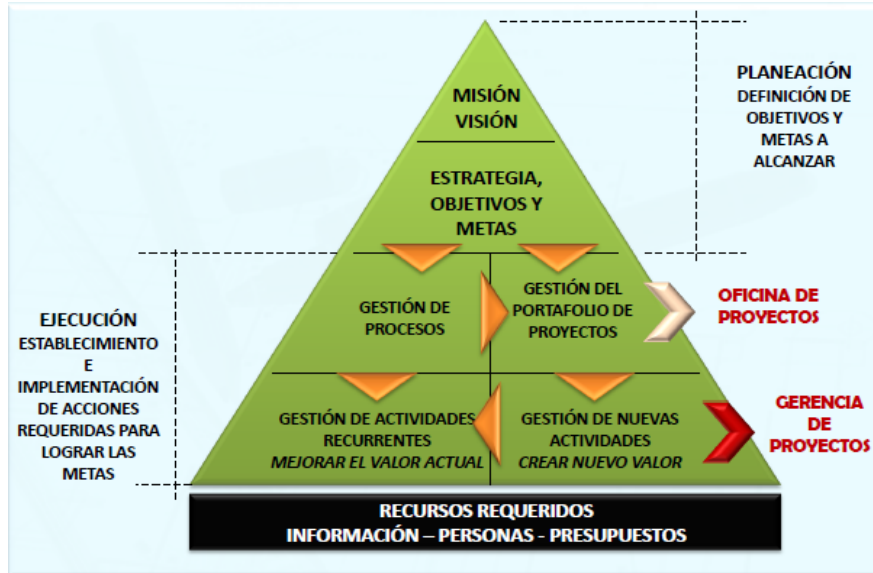 MISIÓN
VISIÓN
PLANEACIÓN
DEFINICIÓN DE
OBJETIVOS Y
METAS A
ALCANZAR
ESTRATEGIA,
OBJETIVOS Y
METAS
EJECUCIÓN
ESTABLECIMIENTO
E
IMPLEMENTACIÓN
DE ACCIONES
REQUERIDAS PARA
LOGRAR LAS
METAS
GESTIÓN DE
PROCESOS
GESTIÓN DEL
PORTAFOLIO DE
PROYECTOS
OFICINA DE
PROYECTOS
GESTIÓN DE ACTIVIDADES
RECURRENTES
MEJORAR EL VALOR ACTUAL
GESTIÓN DE NUEVAS
ACTIVIDADES
CREAR NUEVO VALOR
GERENCIA
DE
PROYECTOS
RECURSOS REQUERIDOS
INFORMACIÓN – PERSONAS - PRESUPUESTOS